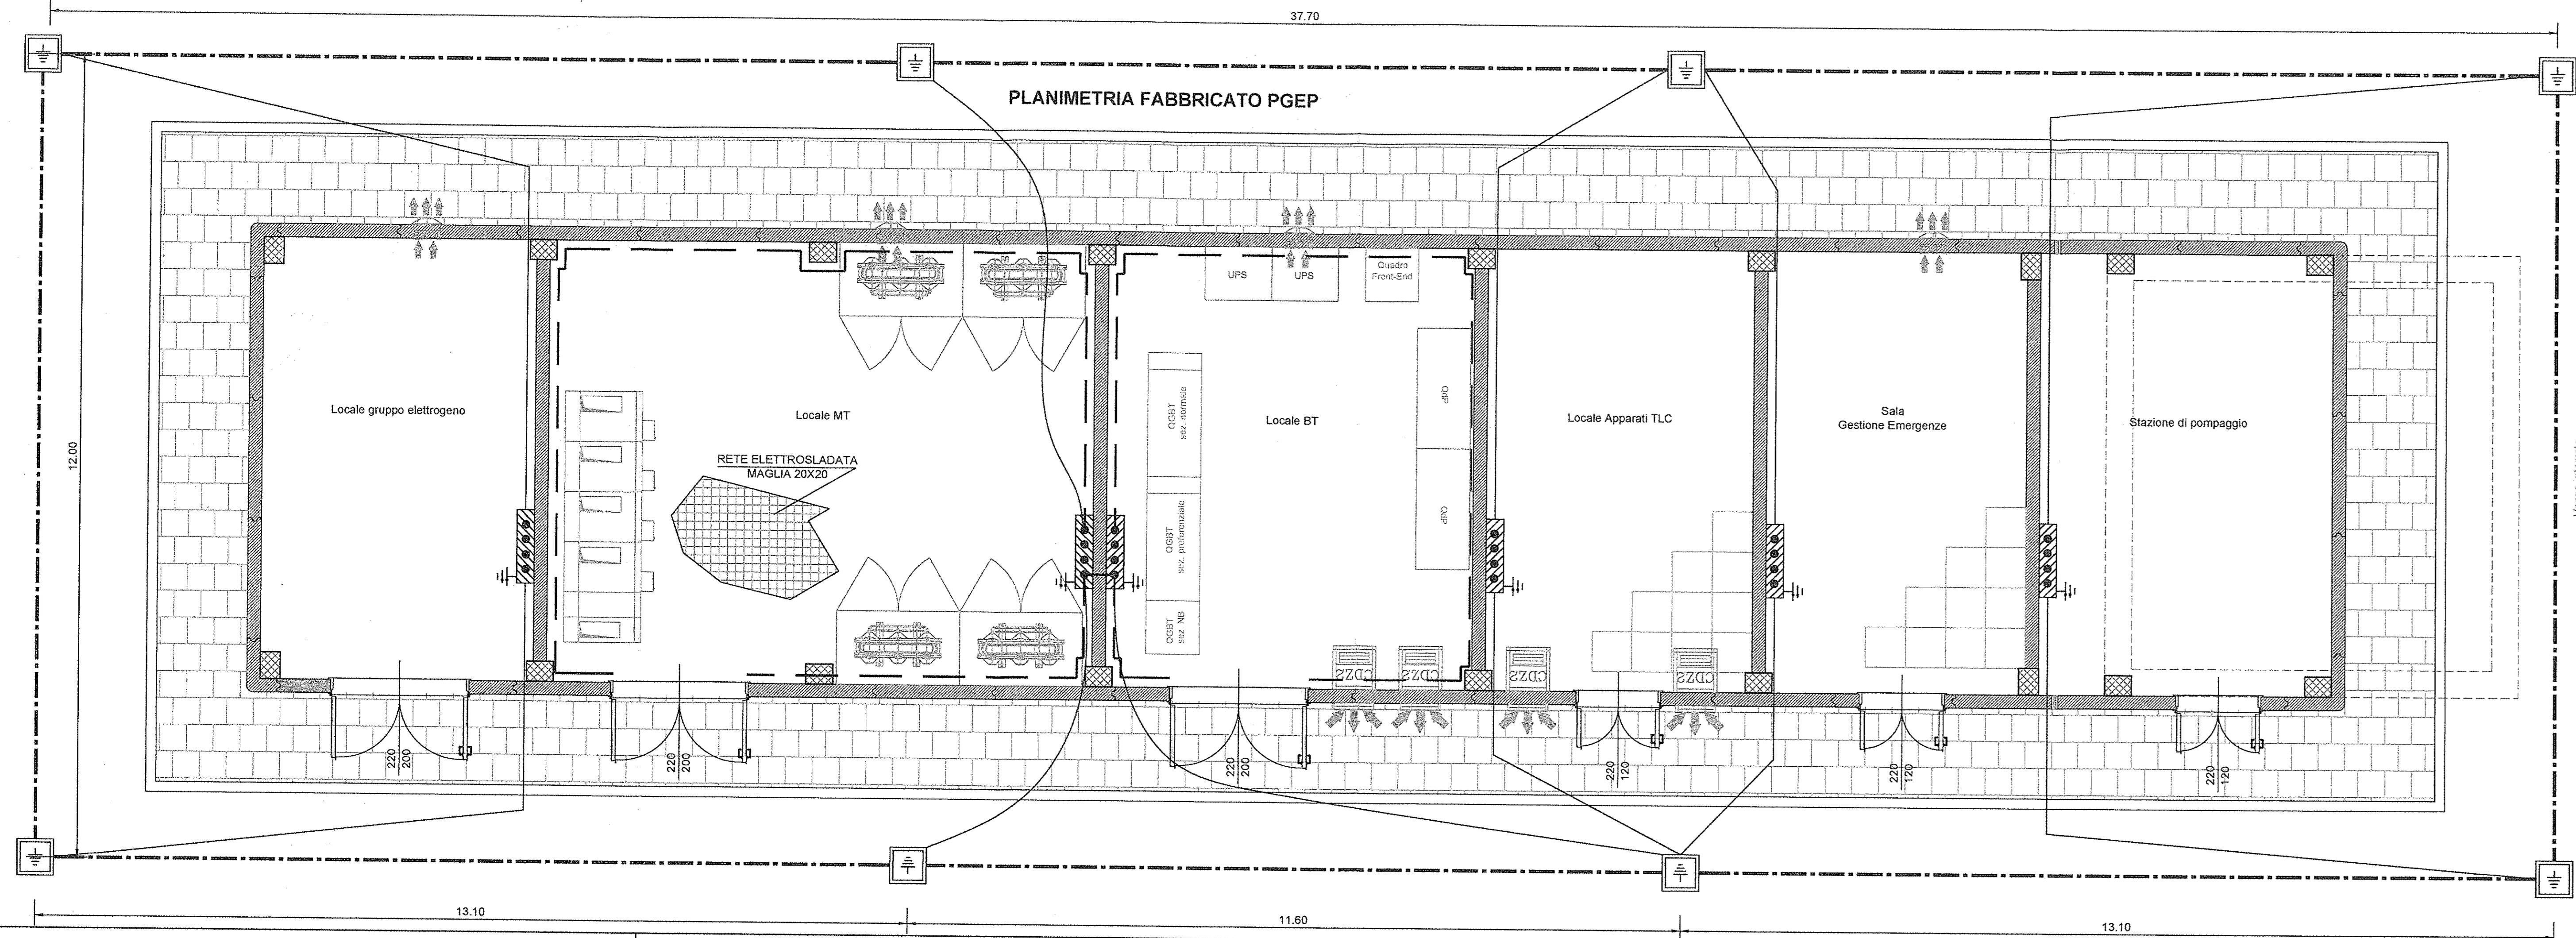 37.70
PLANIMETRIA FABBRICATO PGEP
12.00
UPS
UPS
Quadro
Front-End
Locale gruppo elettrogeno
Locale MT
RETE ELETTROSLADATA
MAGLIA 20X20
QGBT
sez. normale
QGBT
sez. preferenziale
QGBT
sez. NB
Locale BT
QdP
QdP
Locale Apparati TLC
Sala
Gestione Emergenze
Stazione di pompaggio
CDZS
CDZS
CDZS
CDZS
220
200
220
200
220
200
220
120
220
120
220
120
13.10
11.60
13.10